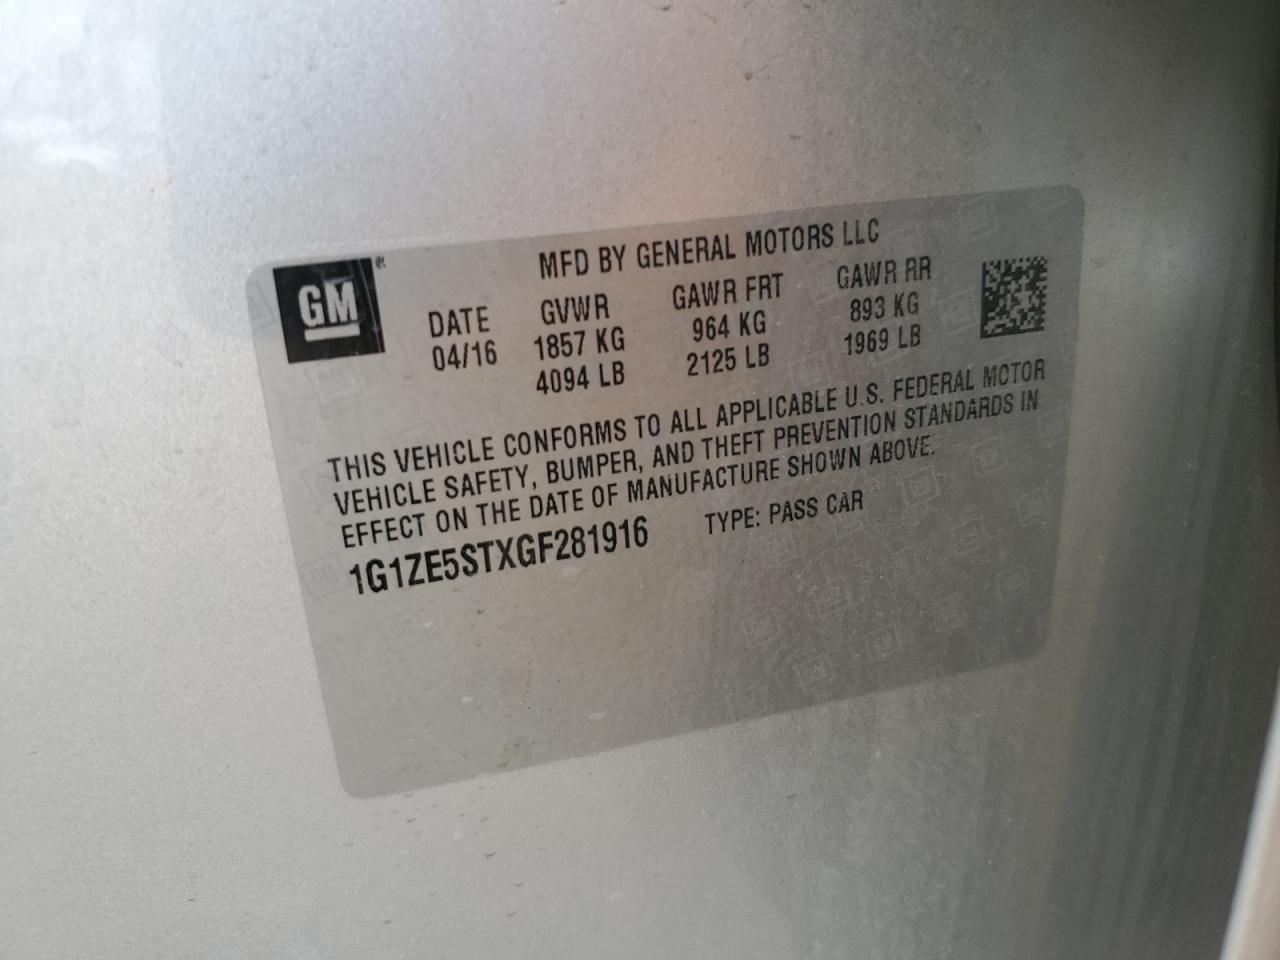 GM®
MFD BY GENERAL MOTORS LLC
DATE GVWR GAWR FRT GAWR RR
04/16 1857 KG 964 KG 893 KG
4094 LB 2125 LB 1969 LB
THIS VEHICLE CONFORMS TO ALL APPLICABLE U.S. FEDERAL MOTOR
VEHICLE SAFETY, BUMPER, AND THEFT PREVENTION STANDARDS IN
EFFECT ON THE DATE OF MANUFACTURE SHOWN ABOVE.
1G1ZE5STXGF281916 TYPE: PASS CAR